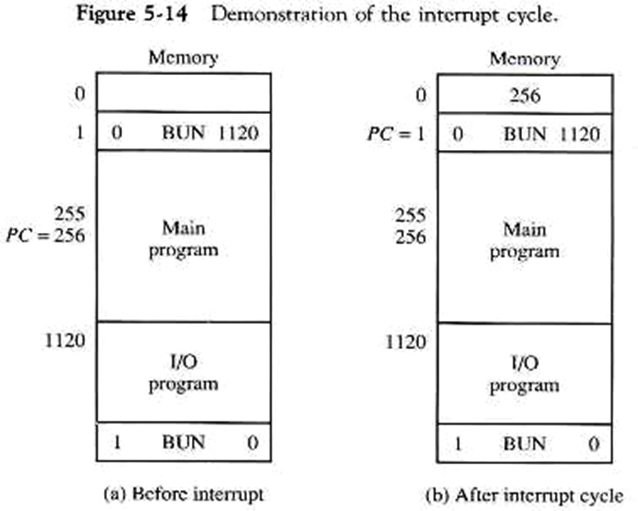 Figure 5-14 Demonstration of the interrupt cycle.
Memory
0
1 0 BUN 1120
255
PC = 256
Main
program
1120
I/O
program
1 BUN 0
(a) Before interrupt
Memory
0 256
PC = 1 0 BUN 1120
255
256
Main
program
1120
I/O
program
1 BUN 0
(b) After interrupt cycle